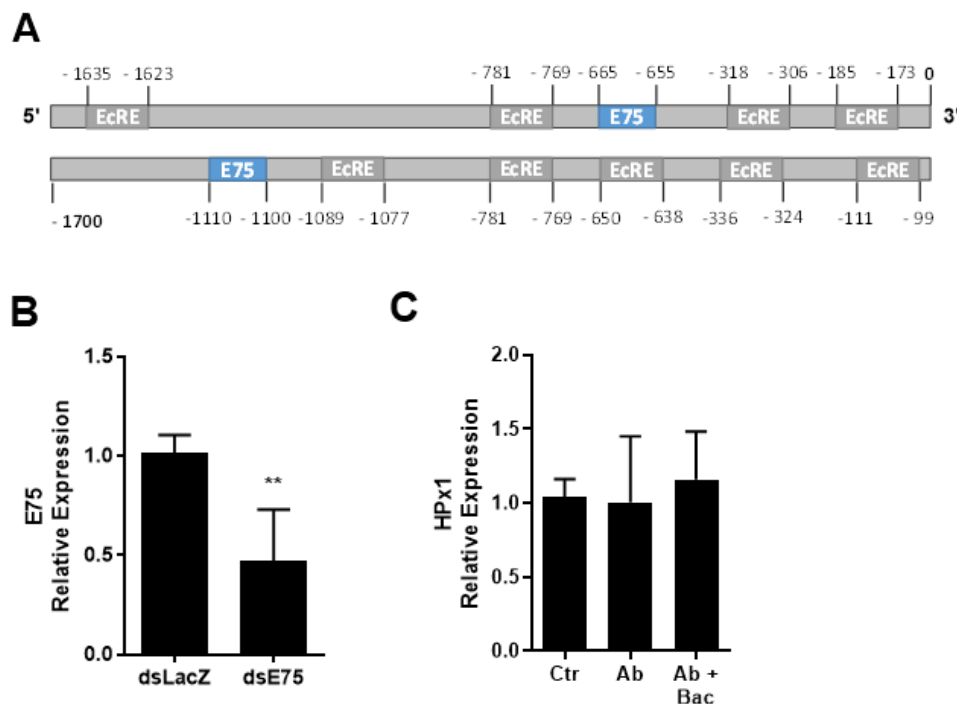 A
- 1635 - 1623 - 781 - 769 - 665 - 655 - 318 - 306 - 185 - 173 0
5' EcRE EcRE E75 EcRE EcRE 3'
E75 EcRE EcRE EcRE EcRE EcRE
- 1700 -1110 -1100 -1089 -1077 -781 -769 -650 -638 -336 -324 -111 -99
B
E75
Relative Expression
1.5
1.0
0.5
0.0
**
dsLacZ dsE75
C
HPx1
Relative Expression
2.0
1.5
1.0
0.5
0.0
Ctr Ab Ab +
Bac